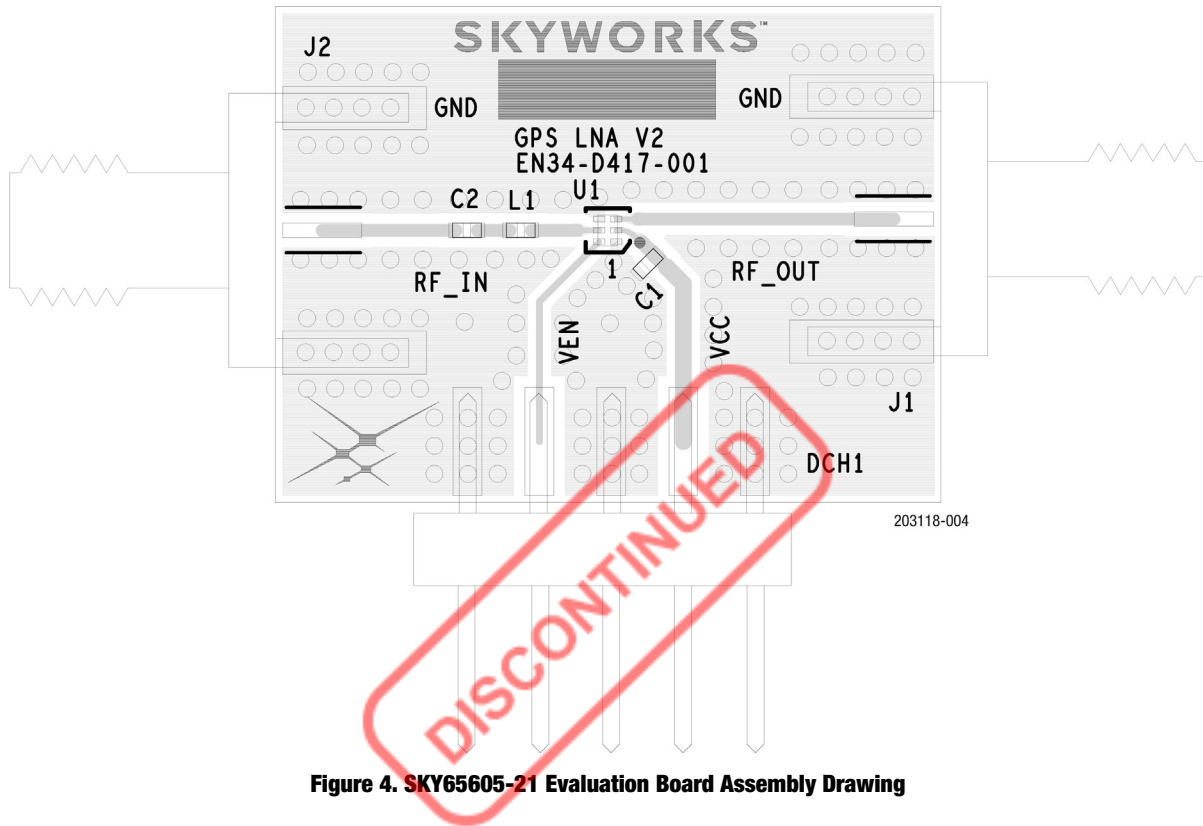 SKYWORKS™
J2
GND
GND
GPS LNA V2
EN34-D417-001
U1
C2
L1
RF_IN
1
C1
RF_OUT
VEN
VCC
J1
DCH1
203118-004
DISCONTINUED
Figure 4. SKY65605-21 Evaluation Board Assembly Drawing